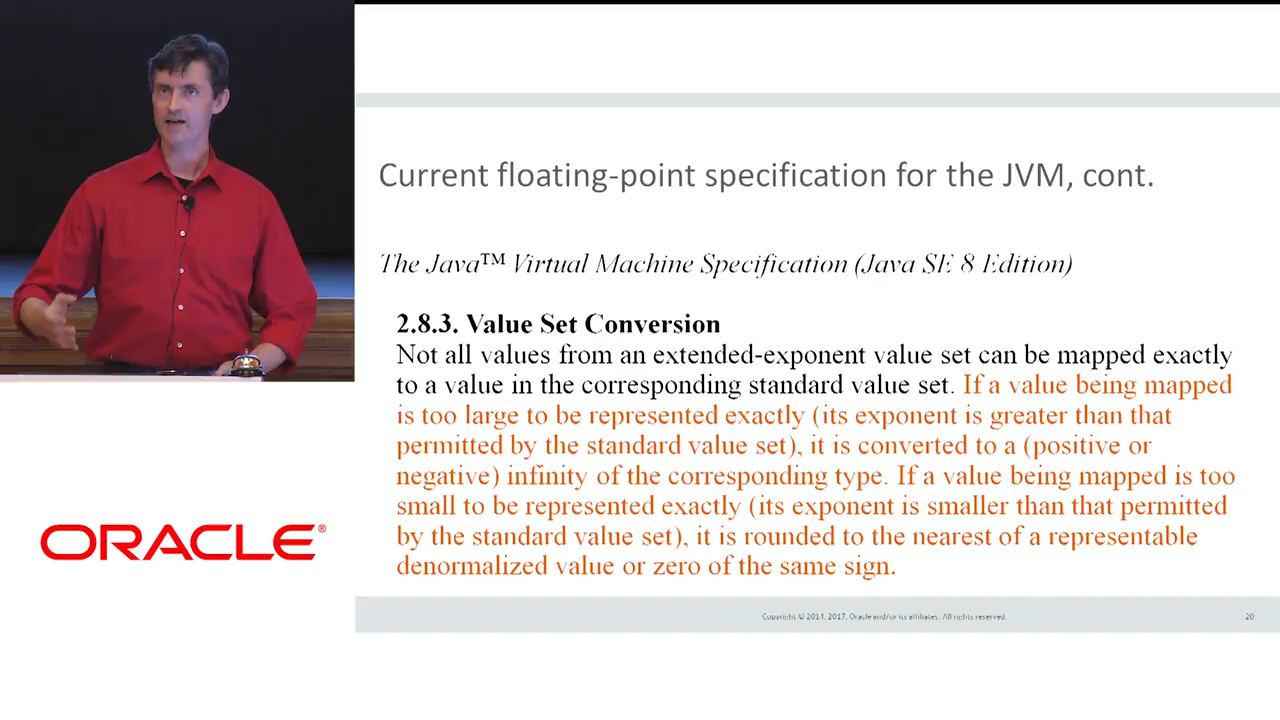 Current floating-point specification for the JVM, cont.
The Java™ Virtual Machine Specification (Java SE 8 Edition)
2.8.3. Value Set Conversion
Not all values from an extended-exponent value set can be mapped exactly
to a value in the corresponding standard value set. If a value being mapped
is too large to be represented exactly (its exponent is greater than that
permitted by the standard value set), it is converted to a (positive or
negative) infinity of the corresponding type. If a value being mapped is too
small to be represented exactly (its exponent is smaller than that permitted
by the standard value set), it is rounded to the nearest of a representable
denormalized value or zero of the same sign.
ORACLE®
Copyright © 2014, 2017, Oracle and/or its affiliates. All rights reserved.
20